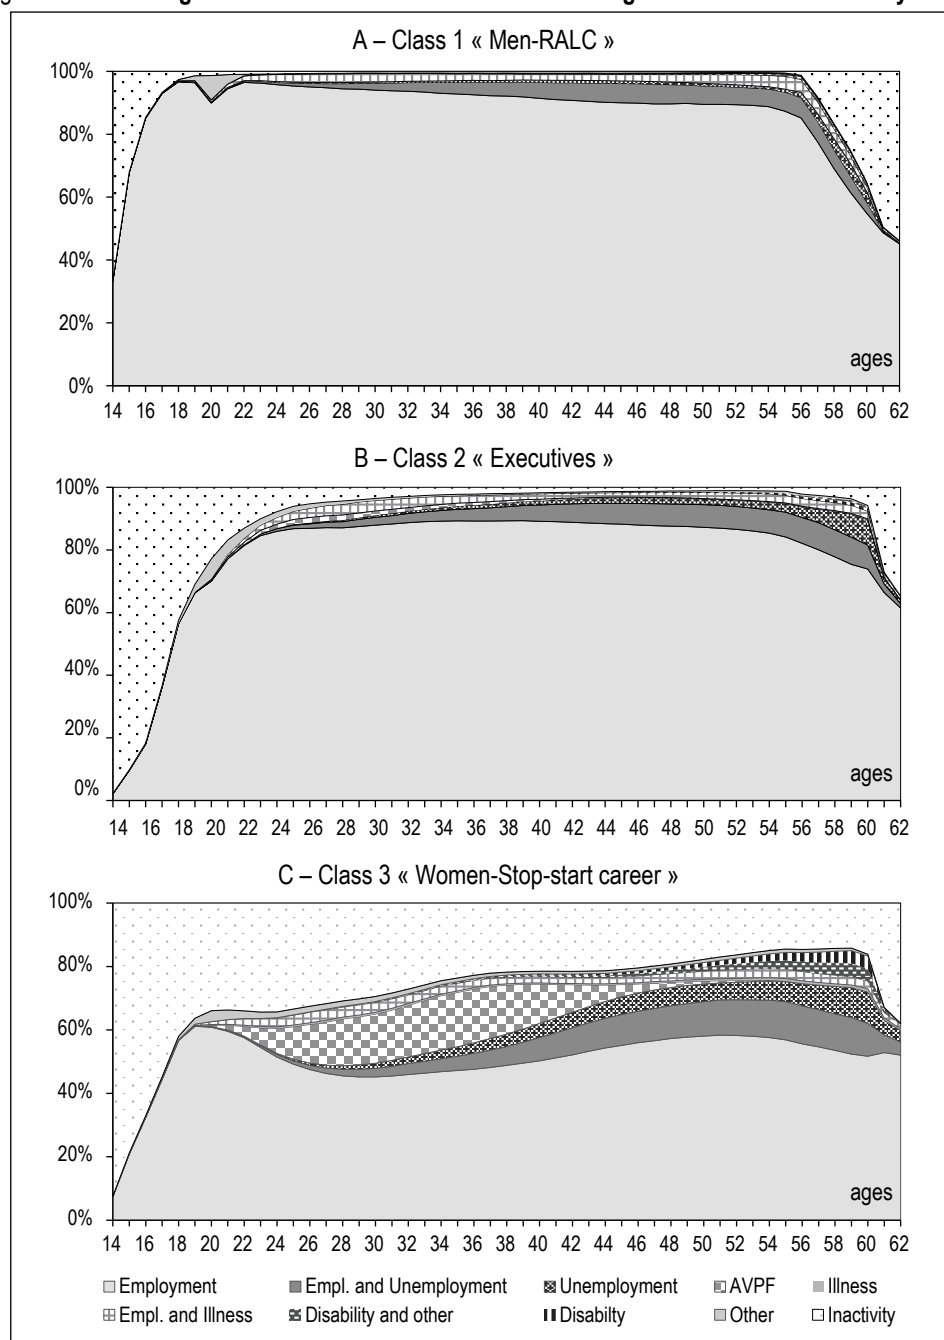 A – Class 1 « Men-RALC »
100%
80%
60%
40%
20%
0%
ages
14 16 18 20 22 24 26 28 30 32 34 36 38 40 42 44 46 48 50 52 54 56 58 60 62
B – Class 2 « Executives »
100%
80%
60%
40%
20%
0%
ages
14 16 18 20 22 24 26 28 30 32 34 36 38 40 42 44 46 48 50 52 54 56 58 60 62
C – Class 3 « Women-Stop-start career »
100%
80%
60%
40%
20%
0%
ages
14 16 18 20 22 24 26 28 30 32 34 36 38 40 42 44 46 48 50 52 54 56 58 60 62
Employment Empl. and Unemployment Unemployment AVPF Illness
Empl. and Illness Disability and other Disabilty Other Inactivity